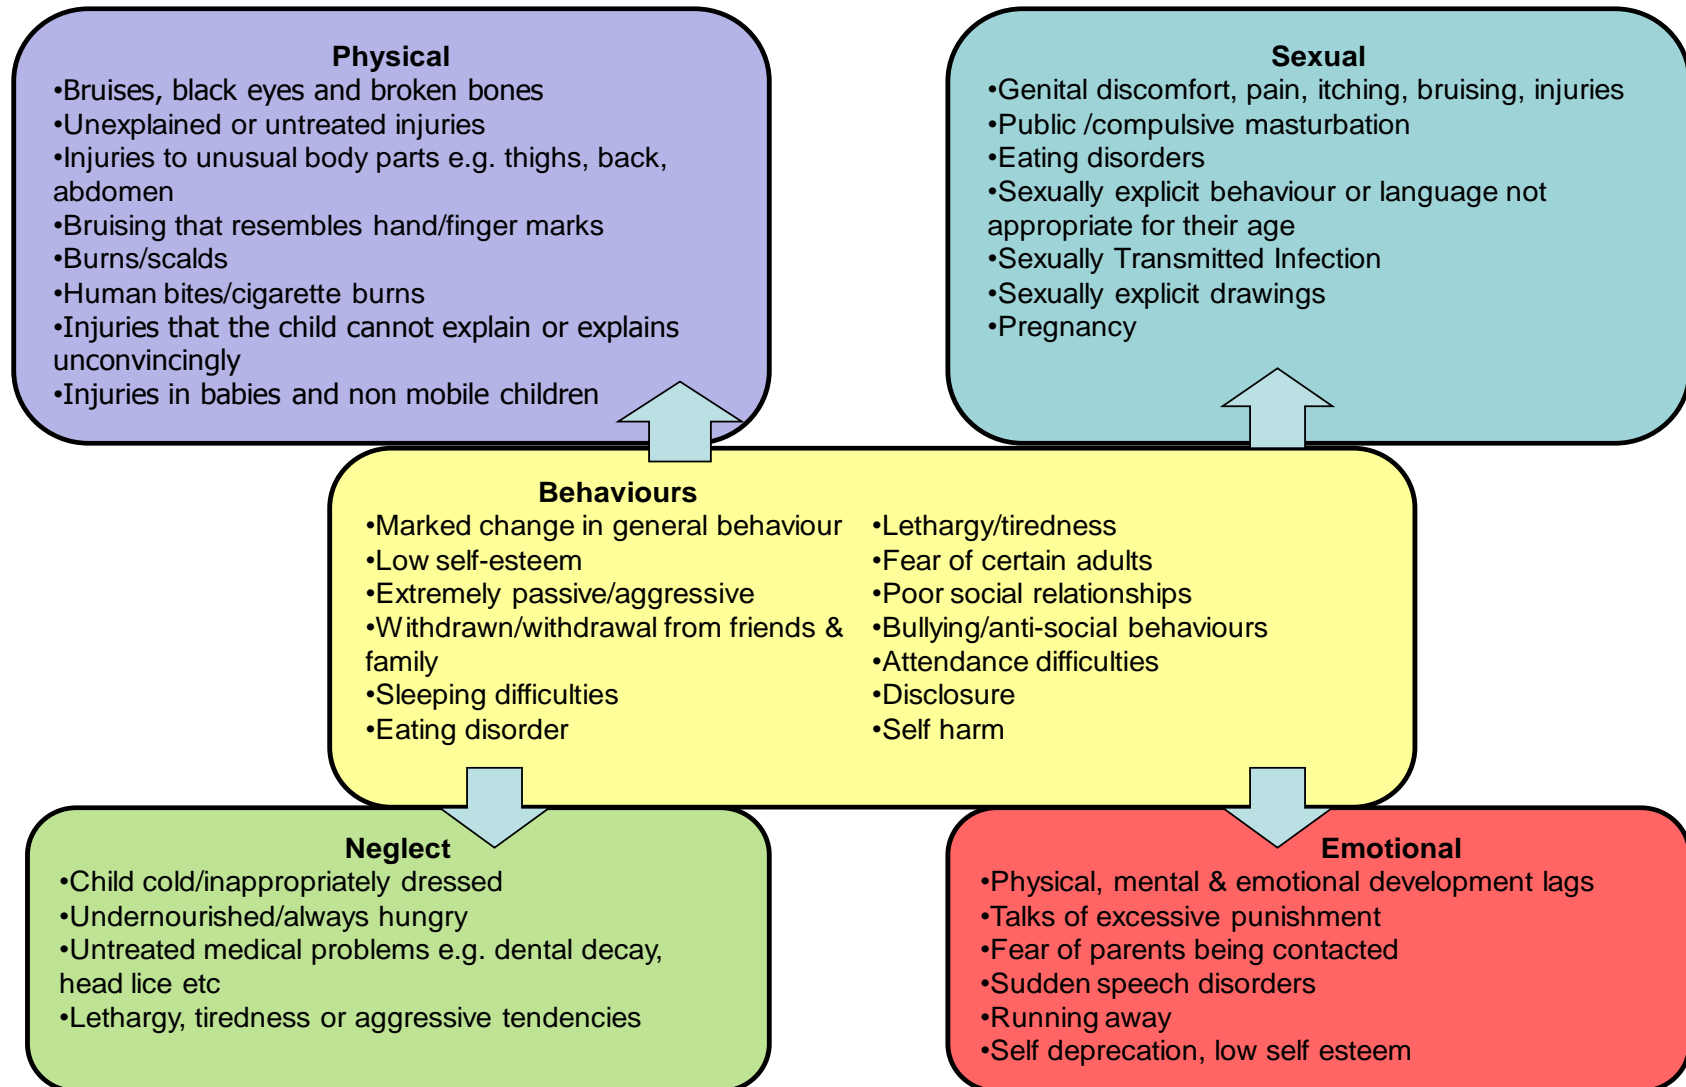 Physical
•Bruises, black eyes and broken bones
•Unexplained or untreated injuries
•Injuries to unusual body parts e.g. thighs, back,
abdomen
•Bruising that resembles hand/finger marks
•Burns/scalds
•Human bites/cigarette burns
•Injuries that the child cannot explain or explains
unconvincingly
•Injuries in babies and non mobile children
Sexual
•Genital discomfort, pain, itching, bruising, injuries
•Public /compulsive masturbation
•Eating disorders
•Sexually explicit behaviour or language not
appropriate for their age
•Sexually Transmitted Infection
•Sexually explicit drawings
•Pregnancy
Behaviours
•Marked change in general behaviour
•Low self-esteem
•Extremely passive/aggressive
•Withdrawn/withdrawal from friends &
family
•Sleeping difficulties
•Eating disorder
•Lethargy/tiredness
•Fear of certain adults
•Poor social relationships
•Bullying/anti-social behaviours
•Attendance difficulties
•Disclosure
•Self harm
Neglect
•Child cold/inappropriately dressed
•Undernourished/always hungry
•Untreated medical problems e.g. dental decay,
head lice etc
•Lethargy, tiredness or aggressive tendencies
Emotional
•Physical, mental & emotional development lags
•Talks of excessive punishment
•Fear of parents being contacted
•Sudden speech disorders
•Running away
•Self deprecation, low self esteem